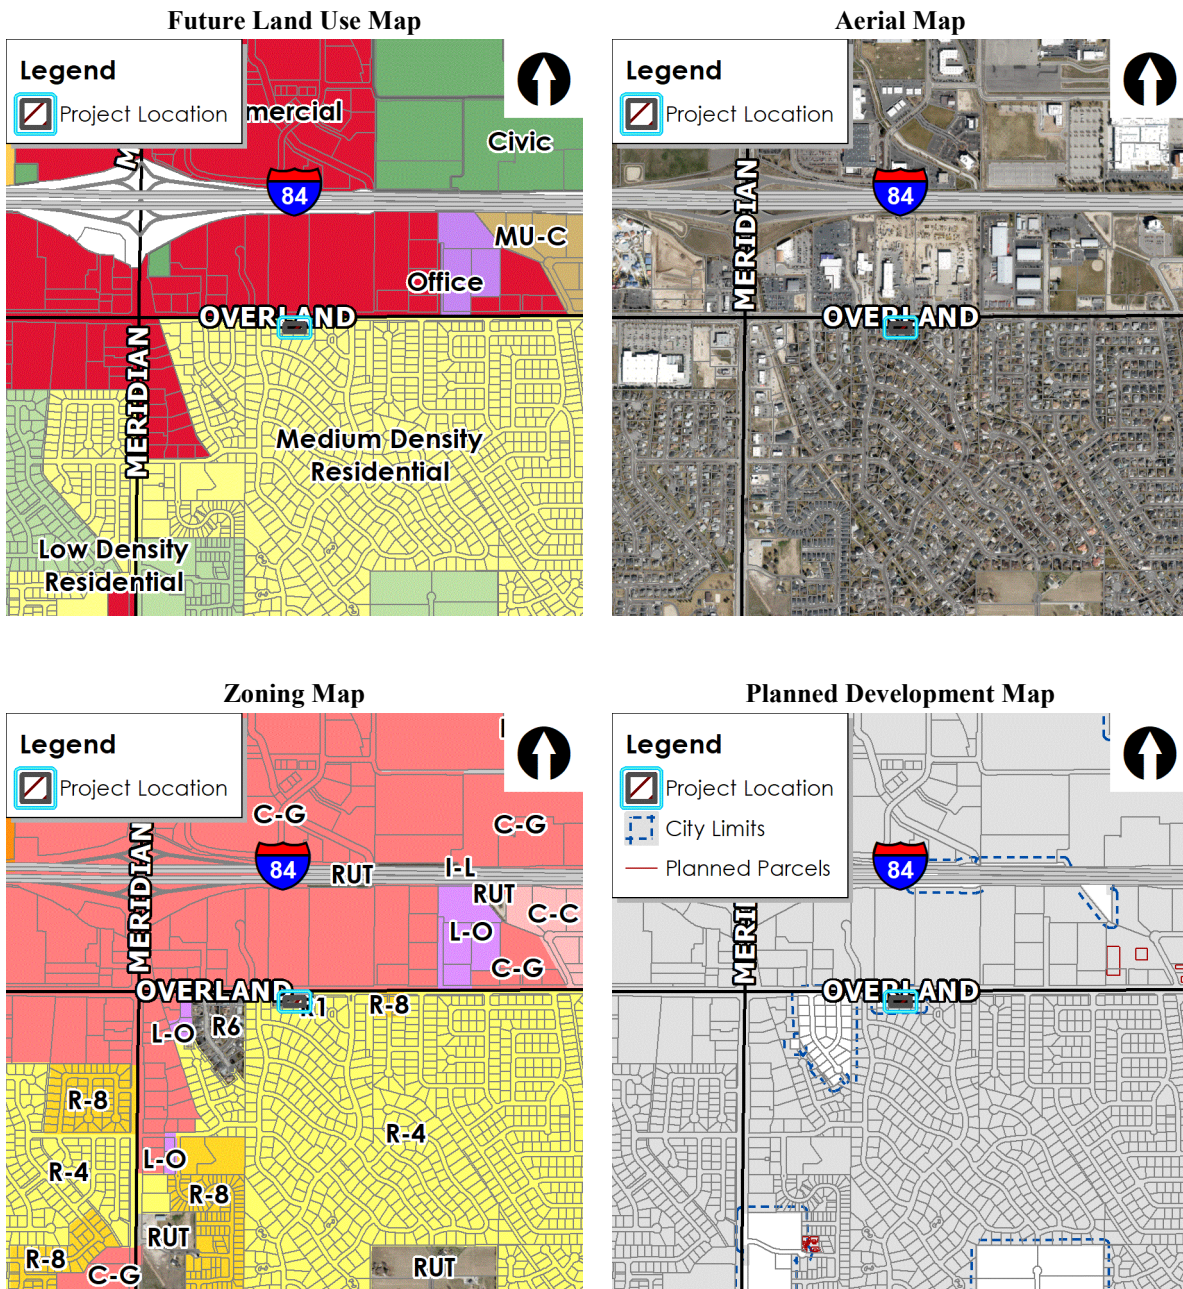 Future Land Use Map
Legend
Project Location
mercial
Civic
84
MU-C
Office
OVERLAND
MERIDIAN
Medium Density
Residential
Low Density
Residential
Aerial Map
Legend
Project Location
MERIDIAN
84
OVERLAND
Zoning Map
Legend
Project Location
C-G
C-G
MERIDIAN
84
RUT
I-L
RUT
C-C
L-O
C-G
OVERLAND
R1
R-8
L-O
R6
R-8
R-4
L-O
R-4
R-8
RUT
R-8
C-G
RUT
Planned Development Map
Legend
Project Location
City Limits
Planned Parcels
84
MERI
OVERLAND